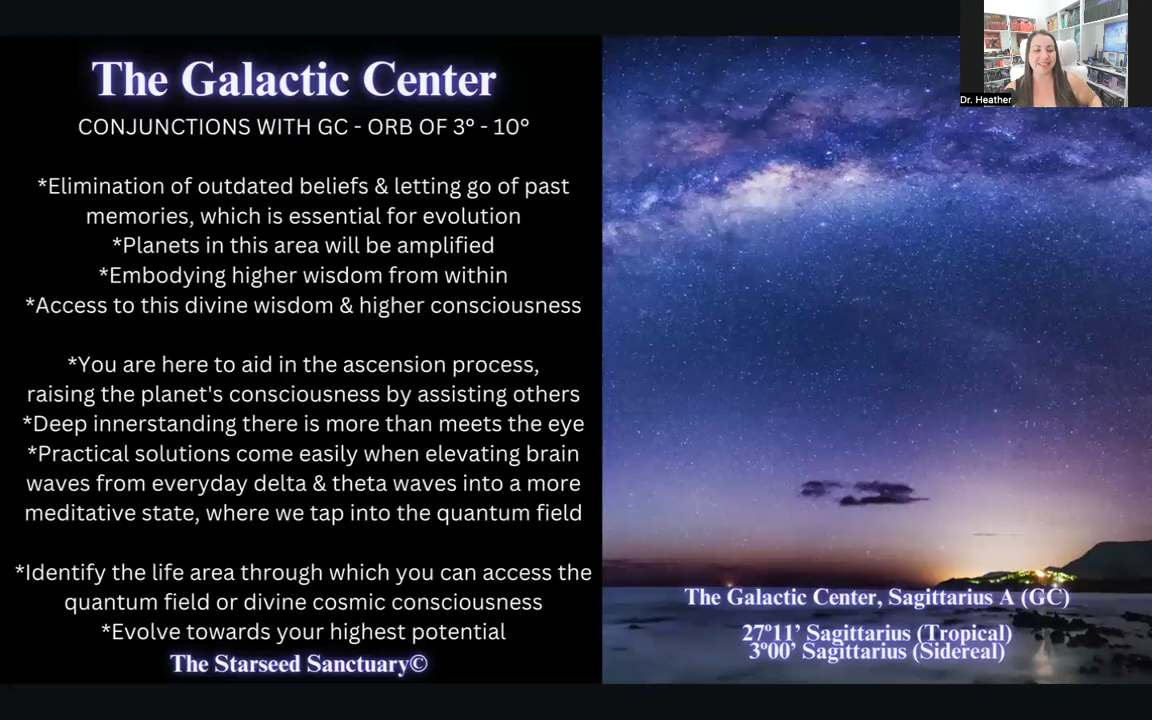 The Galactic Center
CONJUNCTIONS WITH GC - ORB OF 3° - 10°
*Elimination of outdated beliefs & letting go of past
memories, which is essential for evolution
*Planets in this area will be amplified
*Embodying higher wisdom from within
*Access to this divine wisdom & higher consciousness
*You are here to aid in the ascension process,
raising the planet's consciousness by assisting others
*Deep innerstanding there is more than meets the eye
*Practical solutions come easily when elevating brain
waves from everyday delta & theta waves into a more
meditative state, where we tap into the quantum field
*Identify the life area through which you can access the
quantum field or divine cosmic consciousness
*Evolve towards your highest potential
The Starseed Sanctuary©
Dr. Heather
The Galactic Center, Sagittarius A (GC)
27º11’ Sagittarius (Tropical)
3º00’ Sagittarius (Sidereal)